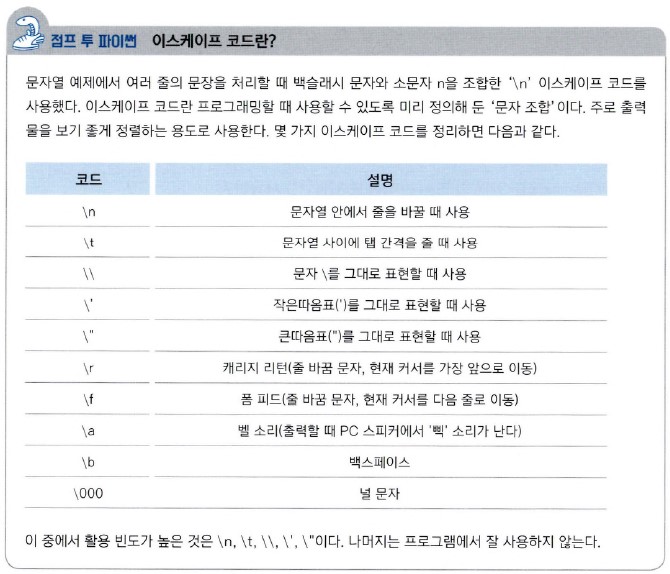 점프 투 파이썬 이스케이프 코드란?
문자열 예제에서 여러 줄의 문장을 처리할 때 백슬래시 문자와 소문자 n을 조합한 '\n' 이스케이프 코드를
사용했다. 이스케이프 코드란 프로그래밍할 때 사용할 수 있도록 미리 정의해 둔 '문자 조합'이다. 주로 출력
물을 보기 좋게 정렬하는 용도로 사용한다. 몇 가지 이스케이프 코드를 정리하면 다음과 같다.
코드 설명
\n 문자열 안에서 줄을 바꿀 때 사용
\t 문자열 사이에 탭 간격을 줄 때 사용
\\ 문자 \를 그대로 표현할 때 사용
\' 작은따옴표(')를 그대로 표현할 때 사용
\" 큰따옴표(")를 그대로 표현할 때 사용
\r 캐리지 리턴(줄 바꿈 문자, 현재 커서를 가장 앞으로 이동)
\f 폼 피드(줄 바꿈 문자, 현재 커서를 다음 줄로 이동)
\a 벨 소리(출력할 때 PC 스피커에서 '삑' 소리가 난다)
\b 백스페이스
\000 널 문자
이 중에서 활용 빈도가 높은 것은 \n, \t, \\, \', \"이다. 나머지는 프로그램에서 잘 사용하지 않는다.